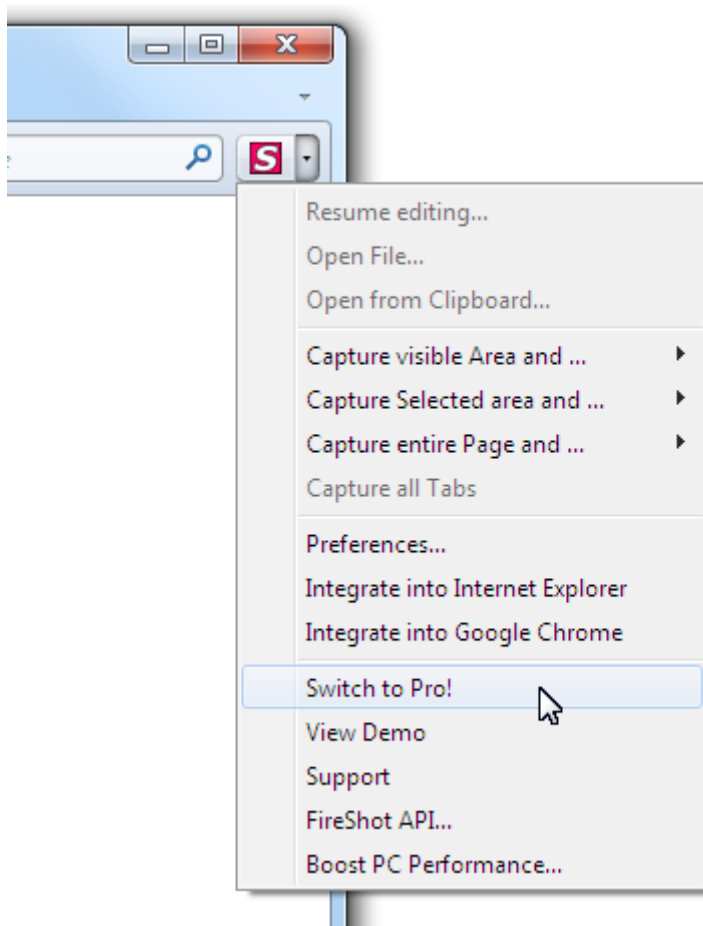 S
Resume editing...
Open File...
Open from Clipboard...
Capture visible Area and ...
Capture Selected area and ...
Capture entire Page and ...
Capture all Tabs
Preferences...
Integrate into Internet Explorer
Integrate into Google Chrome
Switch to Pro!
View Demo
Support
FireShot API...
Boost PC Performance...